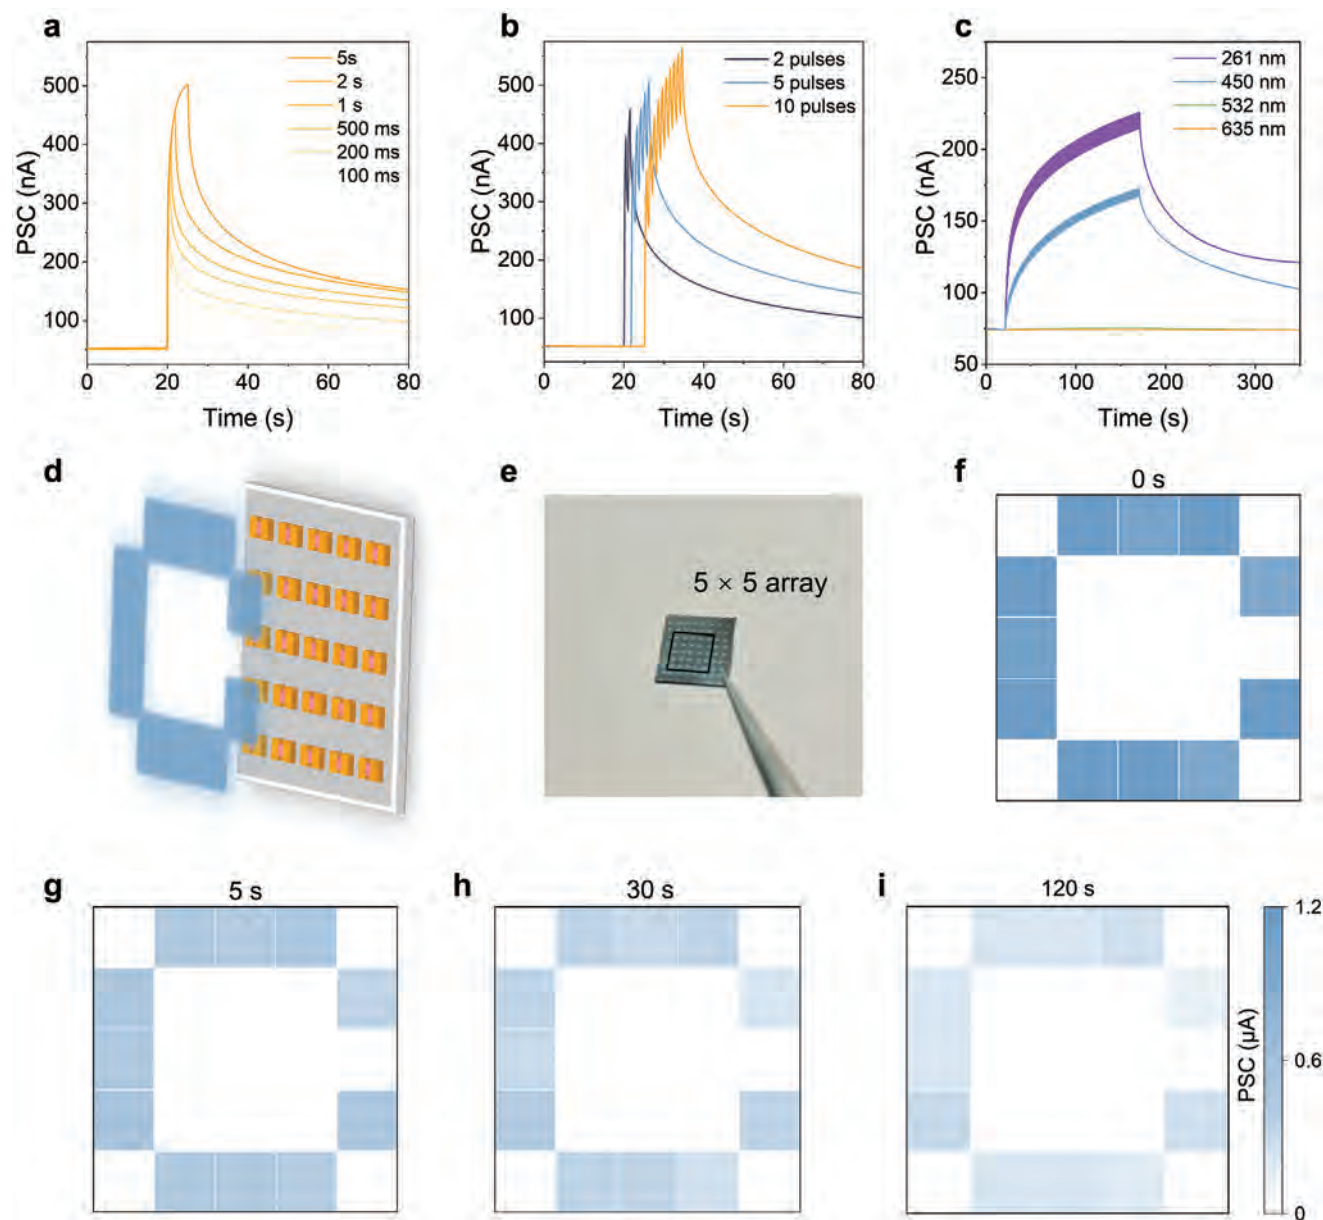 a
500
400
300
200
100
PSC (nA)
0 20 40 60 80
Time (s)
5s
2 s
1 s
500 ms
200 ms
100 ms
b
500
400
300
200
100
PSC (nA)
0 20 40 60 80
Time (s)
2 pulses
5 pulses
10 pulses
c
250
200
150
100
50
PSC (nA)
0 100 200 300
Time (s)
261 nm
450 nm
532 nm
635 nm
d
e
5 × 5 array
f
0 s
g
5 s
h
30 s
i
120 s
1.2
0.6
0
PSC (µA)